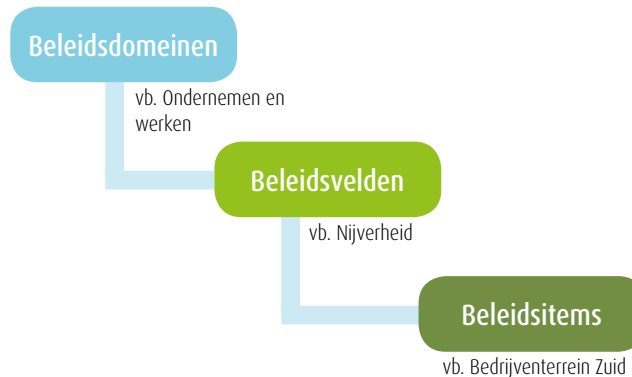 Beleidsdomeinen
vb. Ondernemen en
werken
Beleidsvelden
vb. Nijverheid
Beleidsitems
vb. Bedrijventerrein Zuid